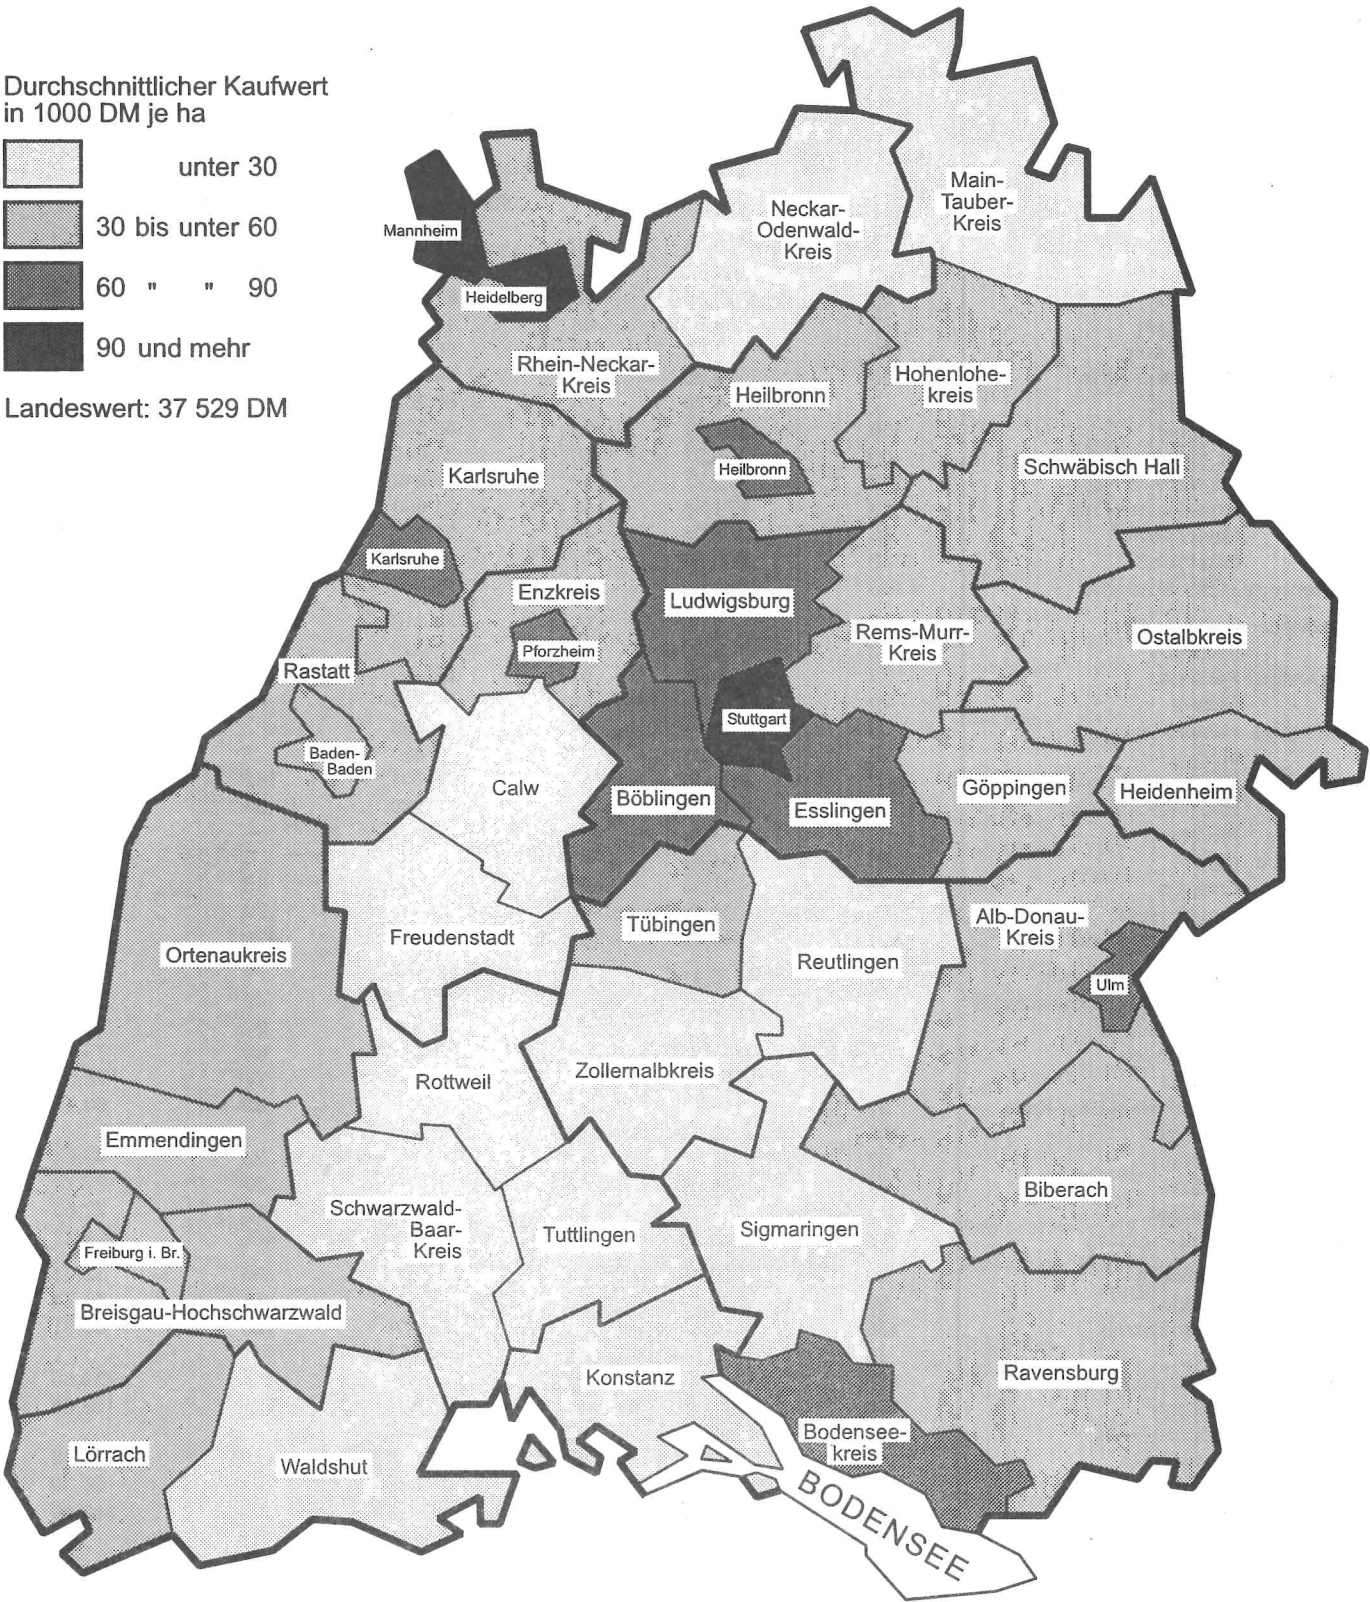 Durchschnittlicher Kaufwert
in 1000 DM je ha
unter 30
30 bis unter 60
60 " " 90
90 und mehr
Landeswert: 37 529 DM
Main-
Tauber-
Kreis
Neckar-
Odenwald-
Kreis
Mannheim
Heidelberg
Rhein-Neckar-
Kreis
Heilbronn
Hohenlohe-
kreis
Heilbronn
Schwäbisch Hall
Karlsruhe
Karlsruhe
Enzkreis
Ludwigsburg
Pforzheim
Rems-Murr-
Kreis
Ostalbkreis
Rastatt
Stuttgart
Baden-
Baden
Calw
Böblingen
Esslingen
Göppingen
Heidenheim
Tübingen
Alb-Donau-
Kreis
Freudenstadt
Ortenaukreis
Reutlingen
Ulm
Rottweil
Zollernalbkreis
Emmendingen
Biberach
Schwarzwald-
Baar-
Kreis
Tuttlingen
Sigmaringen
Freiburg i. Br.
Breisgau-Hochschwarzwald
Konstanz
Ravensburg
Bodensee-
kreis
Lörrach
Waldshut
BODENSEE